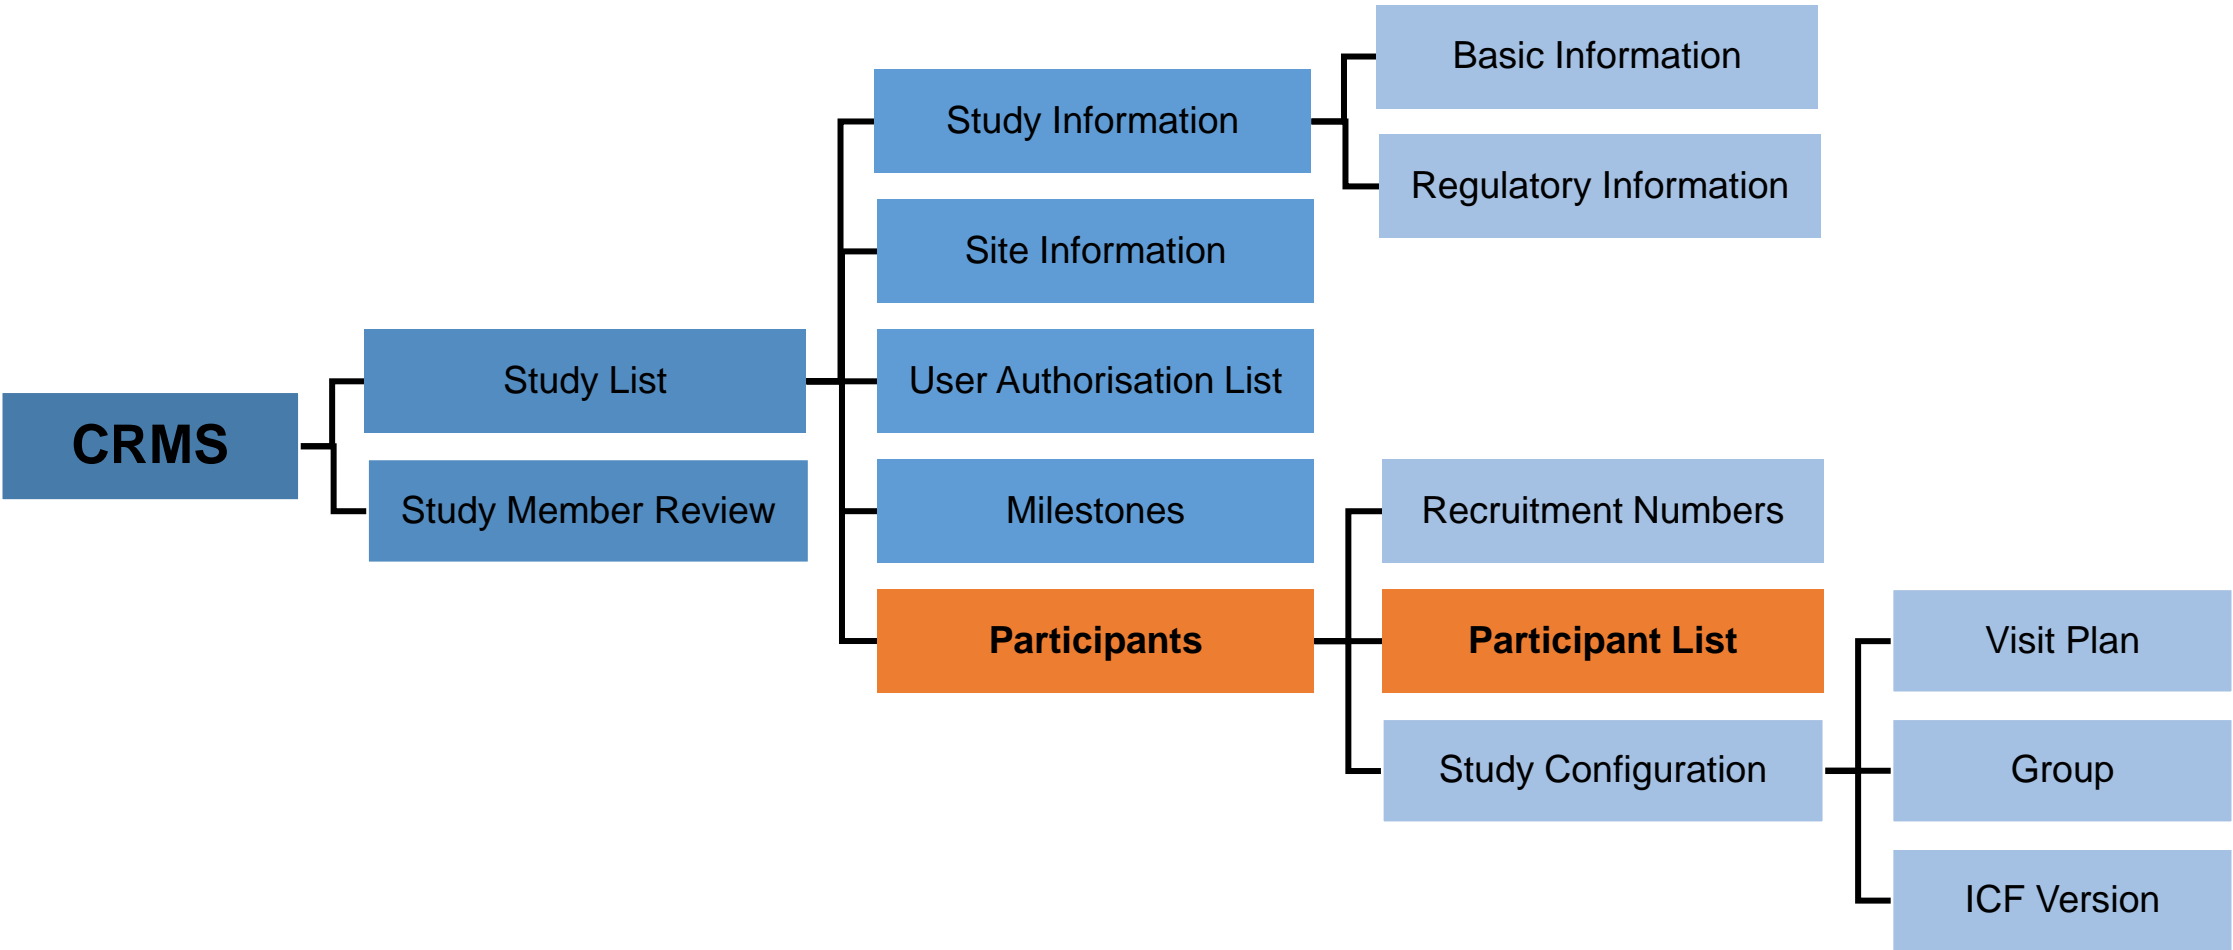 CRMS
Study List
Study Member Review
Study Information
Site Information
User Authorisation List
Milestones
Participants
Basic Information
Regulatory Information
Recruitment Numbers
Participant List
Study Configuration
Visit Plan
Group
ICF Version